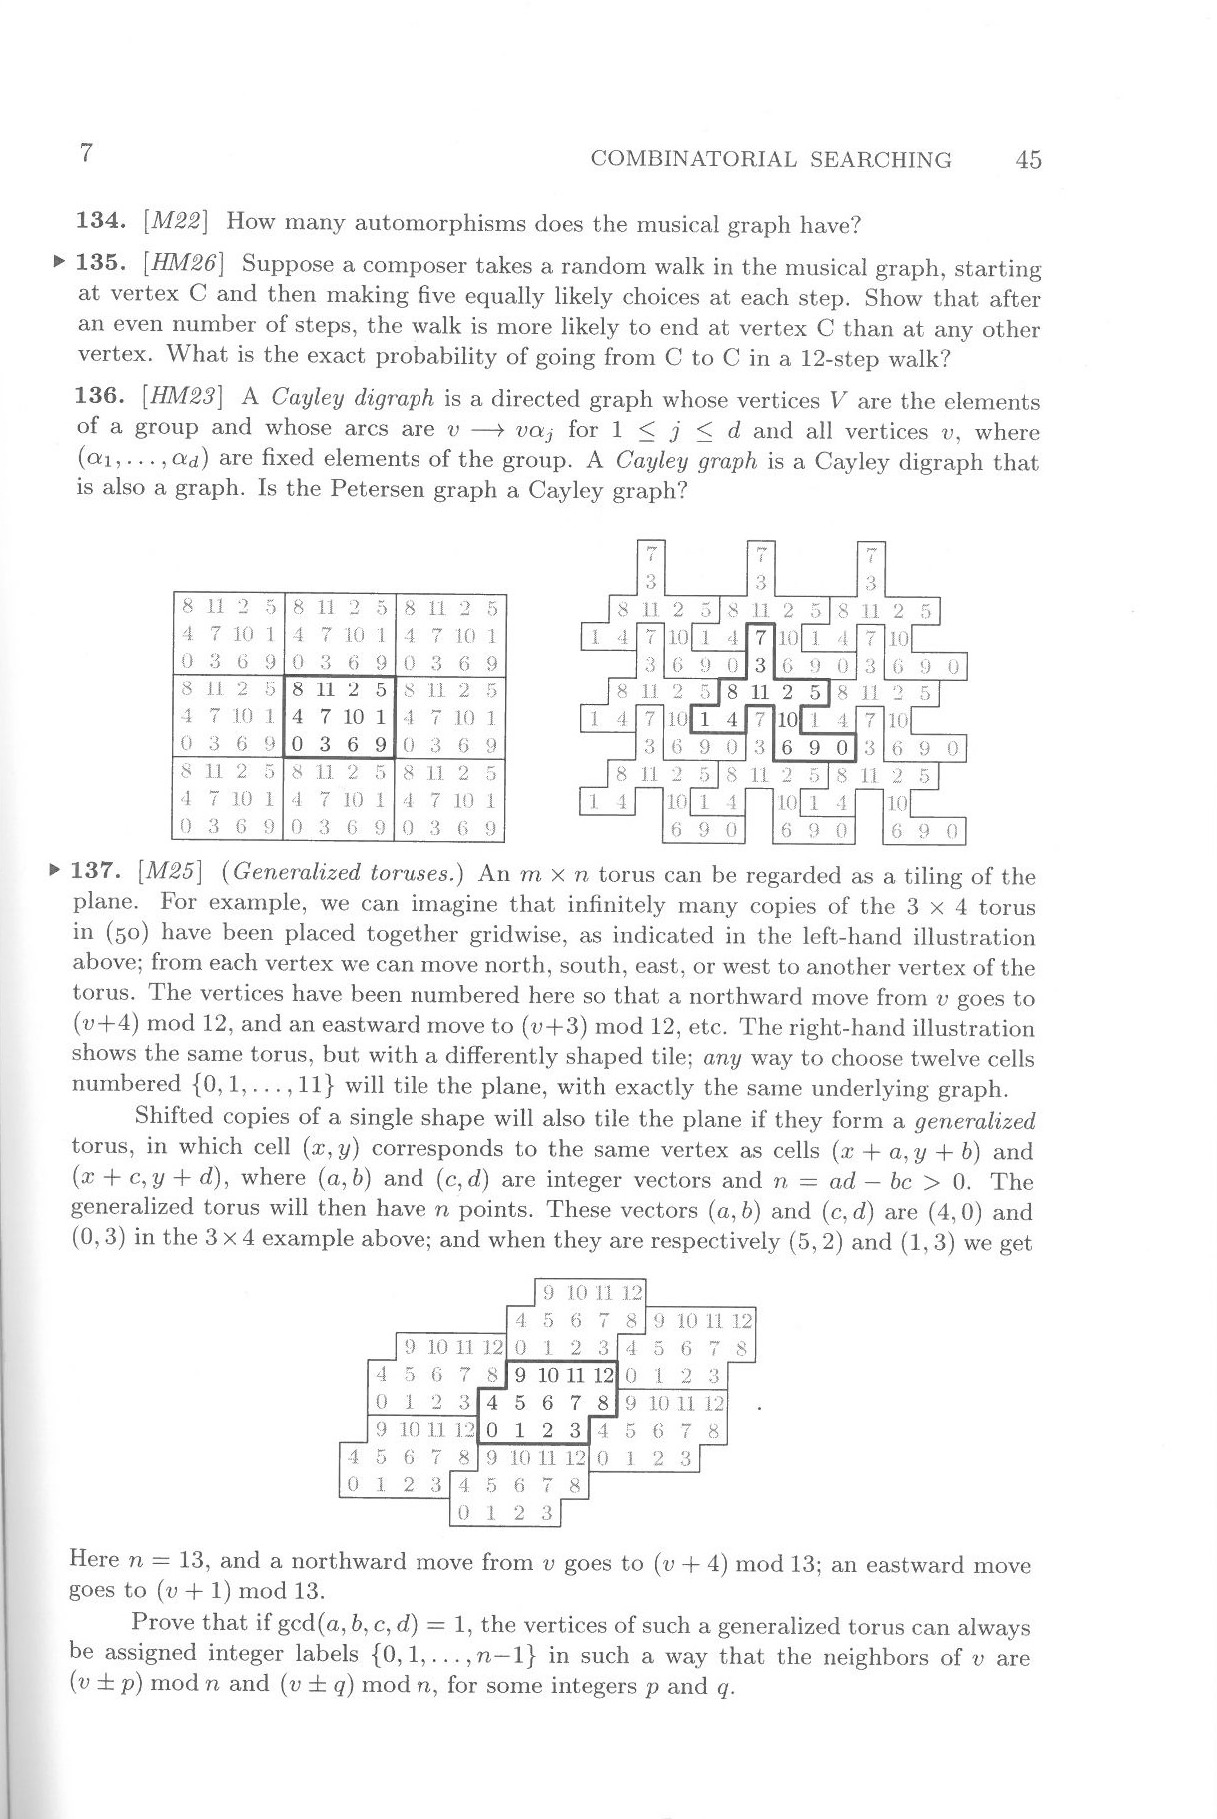 7 COMBINATORIAL SEARCHING 45
134. [M22] How many automorphisms does the musical graph have?
▶ 135. [HM26] Suppose a composer takes a random walk in the musical graph, starting
at vertex C and then making five equally likely choices at each step. Show that after
an even number of steps, the walk is more likely to end at vertex C than at any other
vertex. What is the exact probability of going from C to C in a 12-step walk?
136. [HM23] A Cayley digraph is a directed graph whose vertices V are the elements
of a group and whose arcs are v ⟶ vαⱼ for 1 ≤ j ≤ d and all vertices v, where
(α₁, . . . , α_d) are fixed elements of the group. A Cayley graph is a Cayley digraph that
is also a graph. Is the Petersen graph a Cayley graph?
8 11 2 5 8 11 2 5 8 11 2 5
4 7 10 1 4 7 10 1 4 7 10 1
0 3 6 9 0 3 6 9 0 3 6 9
8 11 2 5 8 11 2 5 8 11 2 5
4 7 10 1 4 7 10 1 4 7 10 1
0 3 6 9 0 3 6 9 0 3 6 9
8 11 2 5 8 11 2 5 8 11 2 5
4 7 10 1 4 7 10 1 4 7 10 1
0 3 6 9 0 3 6 9 0 3 6 9
7 7 7
3 3 3
8 11 2 5 8 11 2 5 8 11 2 5
1 4 7 10 1 4 7 10 1 4 7 10
3 6 9 0 3 6 9 0 3 6 9 0
8 11 2 5 8 11 2 5 8 11 2 5
1 4 7 10 1 4 7 10 1 4 7 10
3 6 9 0 3 6 9 0 3 6 9 0
8 11 2 5 8 11 2 5 8 11 2 5
1 4 10 1 4 10 1 4 10
6 9 0 6 9 0 6 9 0
▶ 137. [M25] (Generalized toruses.) An m × n torus can be regarded as a tiling of the
plane. For example, we can imagine that infinitely many copies of the 3 × 4 torus
in (50) have been placed together gridwise, as indicated in the left-hand illustration
above; from each vertex we can move north, south, east, or west to another vertex of the
torus. The vertices have been numbered here so that a northward move from v goes to
(v+4) mod 12, and an eastward move to (v+3) mod 12, etc. The right-hand illustration
shows the same torus, but with a differently shaped tile; any way to choose twelve cells
numbered {0, 1, . . . , 11} will tile the plane, with exactly the same underlying graph.
Shifted copies of a single shape will also tile the plane if they form a generalized
torus, in which cell (x, y) corresponds to the same vertex as cells (x + a, y + b) and
(x + c, y + d), where (a, b) and (c, d) are integer vectors and n = ad − bc > 0. The
generalized torus will then have n points. These vectors (a, b) and (c, d) are (4, 0) and
(0, 3) in the 3 × 4 example above; and when they are respectively (5, 2) and (1, 3) we get
9 10 11 12
4 5 6 7 8 9 10 11 12
9 10 11 12 0 1 2 3 4 5 6 7 8
4 5 6 7 8 9 10 11 12 0 1 2 3
0 1 2 3 4 5 6 7 8 9 10 11 12 .
9 10 11 12 0 1 2 3 4 5 6 7 8
4 5 6 7 8 9 10 11 12 0 1 2 3
0 1 2 3 4 5 6 7 8
0 1 2 3
Here n = 13, and a northward move from v goes to (v + 4) mod 13; an eastward move
goes to (v + 1) mod 13.
Prove that if gcd(a, b, c, d) = 1, the vertices of such a generalized torus can always
be assigned integer labels {0, 1, . . . , n−1} in such a way that the neighbors of v are
(v ± p) mod n and (v ± q) mod n, for some integers p and q.